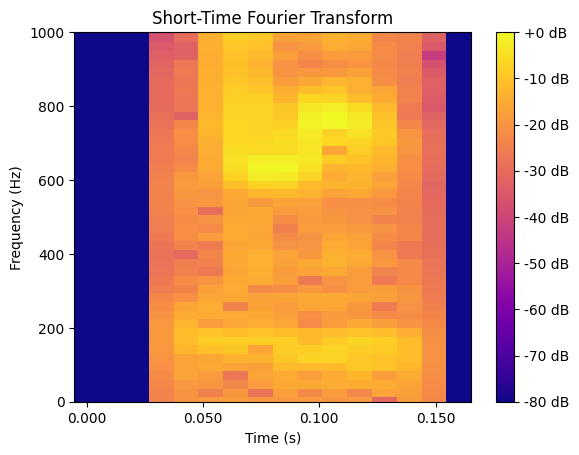 Short-Time Fourier Transform
1000
800
600
400
200
0
Frequency (Hz)
0.000
0.050
0.100
0.150
Time (s)
+0 dB
-10 dB
-20 dB
-30 dB
-40 dB
-50 dB
-60 dB
-70 dB
-80 dB